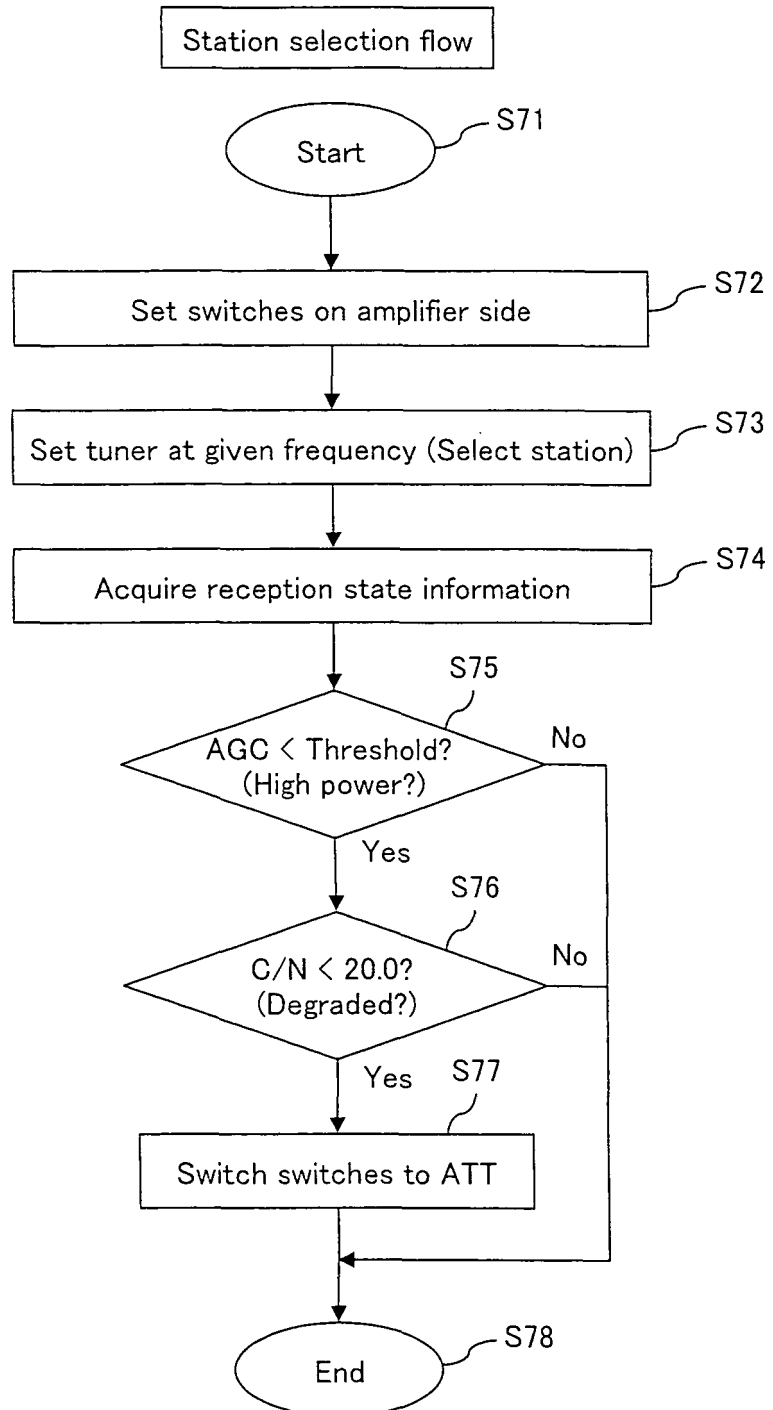 Station selection flow
S71
Start
S72
Set switches on amplifier side
S73
Set tuner at given frequency (Select station)
S74
Acquire reception state information
S75
AGC < Threshold?
(High power?)
No
Yes
S76
C/N < 20.0?
(Degraded?)
No
Yes
S77
Switch switches to ATT
S78
End